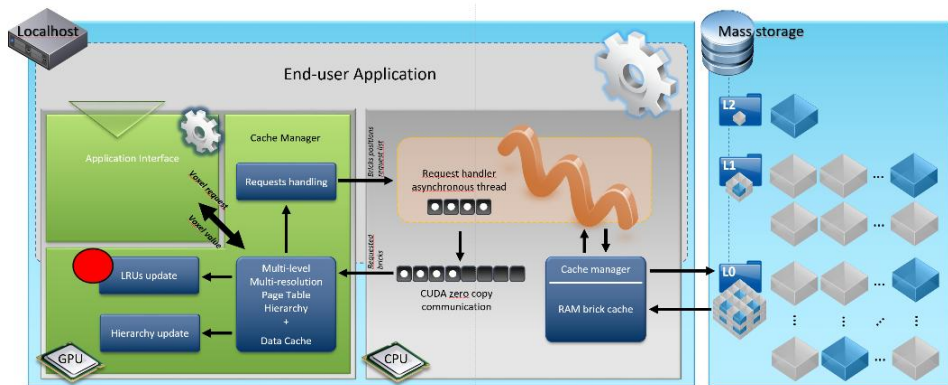 Localhost
Mass storage
End-user Application
L2
Application Interface
Cache Manager
Requests handling
Bricks positions
request list
Request handler
asynchronous thread
L1
Voxel request
Voxel value
LRUs update
Multi-level
Multi-resolution
Page Table
Hierarchy
+
Data Cache
Requested
bricks
CUDA zero copy
communication
Cache manager
RAM brick cache
L0
...
...
...
...
Hierarchy update
GPU
CPU